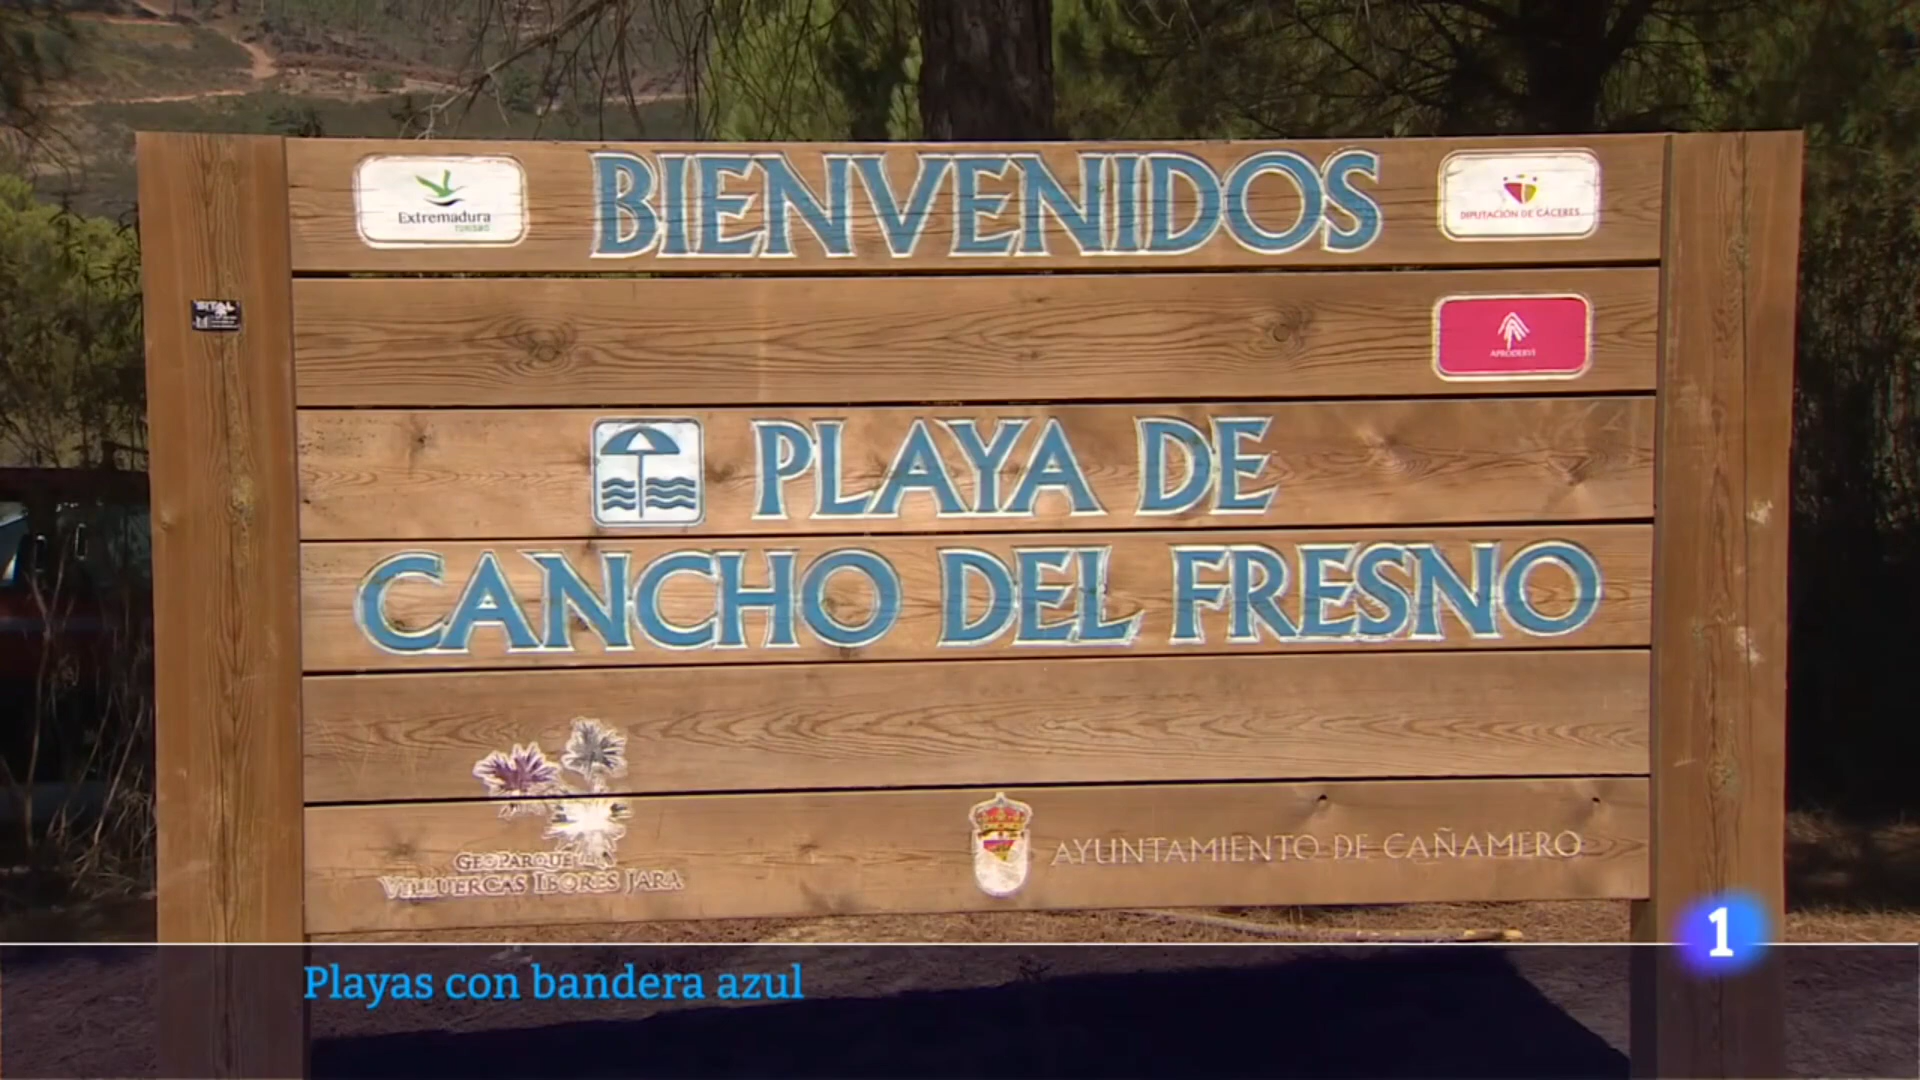 BIENVENIDOS
Extremadura
TURISMO
DIPUTACIÓN DE CÁCERES
APRODERVI
PLAYA DE
CANCHO DEL FRESNO
GEOPARQUE
VILLUERCAS IBORES JARA
AYUNTAMIENTO DE CAÑAMERO
1
Playas con bandera azul